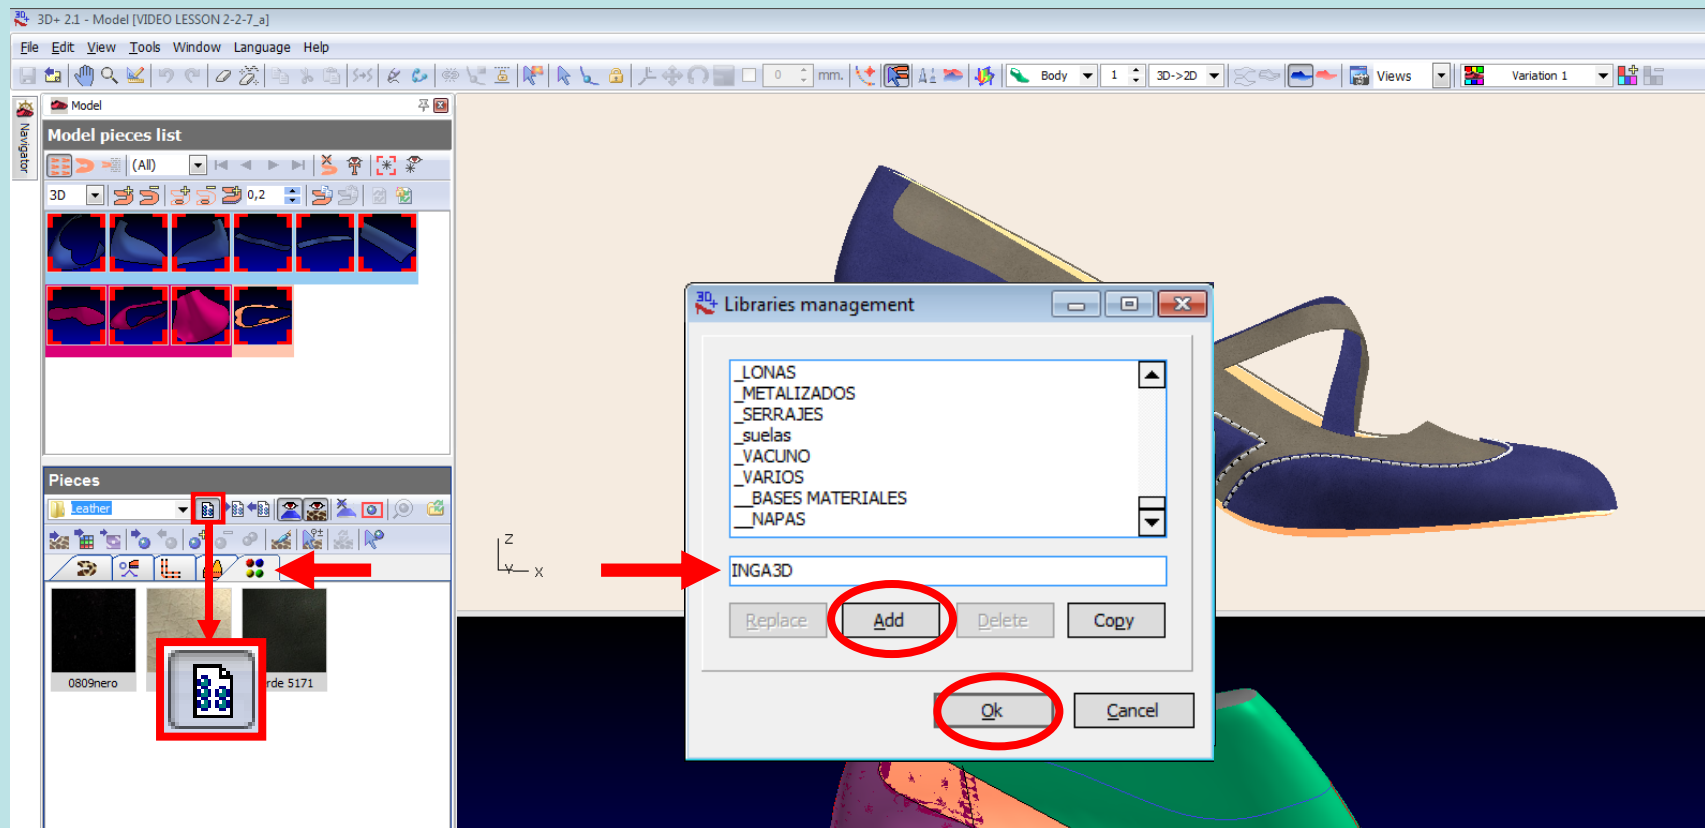 3D+ 2.1 - Model [VIDEO LESSON 2-2-7_a]
File Edit View Tools Window Language Help
0 mm. Body 1 3D->2D Views Variation 1
Navigator
Model
Model pieces list
(All)
3D 0,2
Pieces
Leather
0809nero
rde 5171
Z
Y X
3D+ Libraries management
_LONAS
_METALIZADOS
_SERRAJES
_suelas
_VACUNO
_VARIOS
__BASES MATERIALES
__NAPAS
INGA3D
Replace Add Delete Copy
Ok Cancel